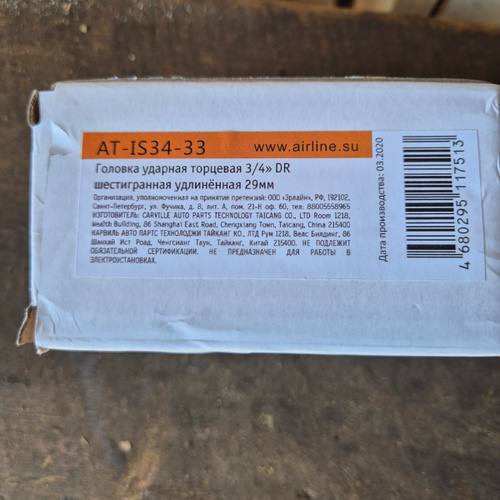 AT-IS34-33 www.airline.su
Головка ударная торцевая 3/4» DR
шестигранная удлинённая 29мм
Организация, уполномоченная на принятие претензий: ООО «Эрлайн», РФ, 192102,
Санкт-Петербург, ул. Фучика, д. 8, лит. А, пом. 21-Н оф. 60, тел: 88005558965
ИЗГОТОВИТЕЛЬ: CARVILLE AUTO PARTS TECHNOLOGY TAICANG CO., LTD Room 1218,
Wealth Building, 86 Shanghai East Road, Chengxiang Town, Taicang, China 215400
КАРВИЛЬ АВТО ПАРТС ТЕХНОЛОДЖИ ТАЙКАНГ КО., ЛТД Рум 1218, Велс Билдинг, 86
Шанхай Ист Роад, Ченгсианг Таун, Тайканг, Китай 215400. НЕ ПОДЛЕЖИТ
ОБЯЗАТЕЛЬНОЙ СЕРТИФИКАЦИИ. НЕ ПРЕДНАЗНАЧЕН ДЛЯ РАБОТЫ В
ЭЛЕКТРОУСТАНОВКАХ.
Дата производства: 03.2020
4 680295 117513